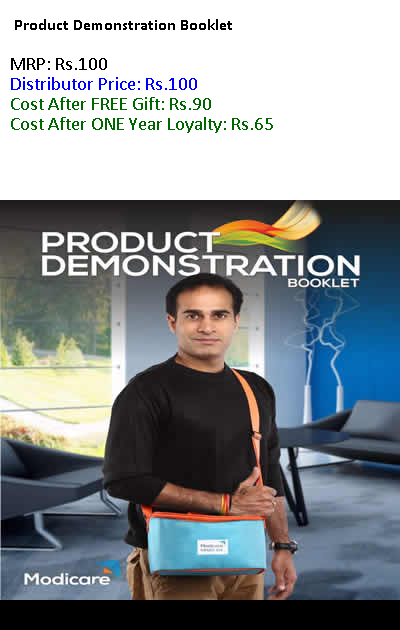 Product Demonstration Booklet
MRP: Rs.100
Distributor Price: Rs.100
Cost After FREE Gift: Rs.90
Cost After ONE Year Loyalty: Rs.65
PRODUCT
DEMONSTRATION
BOOKLET
Modicare
Modicare